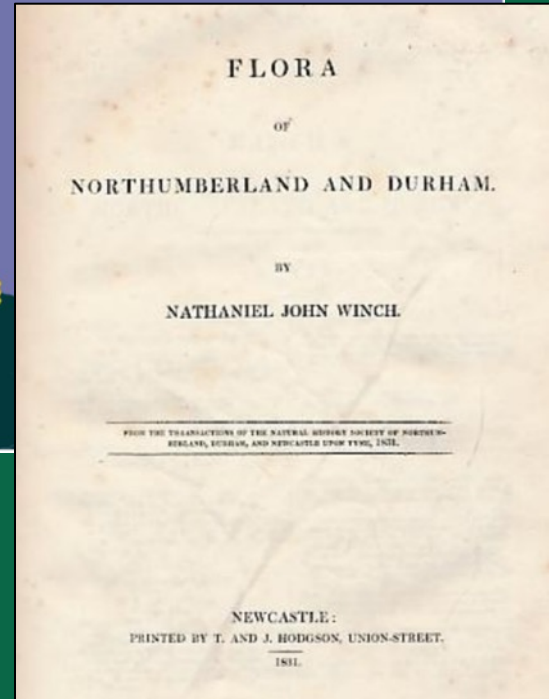 FLORA
OF
NORTHUMBERLAND AND DURHAM.
BY
NATHANIEL JOHN WINCH.
FROM THE TRANSACTIONS OF THE NATURAL HISTORY SOCIETY OF NORTHUM-
BERLAND, DURHAM, AND NEWCASTLE UPON TYNE, 1831.
NEWCASTLE:
PRINTED BY T. AND J. HODGSON, UNION-STREET.
1831.